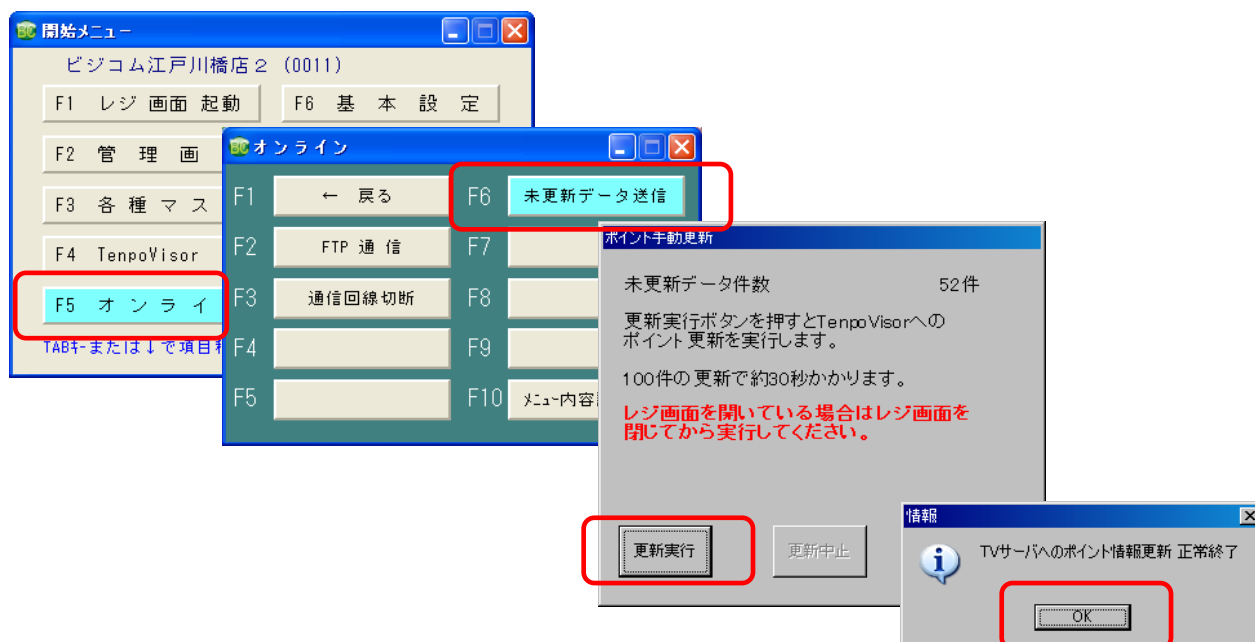 開始メニュー
ビジコム江戸川橋店2 (0011)
F1 レジ 画面 起動
F6 基 本 設 定
F2 管 理 画
F3 各 種 マ ス
F4 TenpoVisor
F5 オ ン ラ イ
TABキーまたは↓で項目
オンライン
F1 ← 戻る
F6 未更新データ送信
F2 FTP 通 信
F7
F3 通信回線切断
F8
F4
F9
F5
F10 メニュー内容
ポイント手動更新
未更新データ件数 52件
更新実行ボタンを押すとTenpoVisorへの
ポイント更新を実行します。
100件の更新で約30秒かかります。
レジ画面を開いている場合はレジ画面を
閉じてから実行してください。
更新実行
更新中止
情報
TVサーバへのポイント情報更新 正常終了
OK